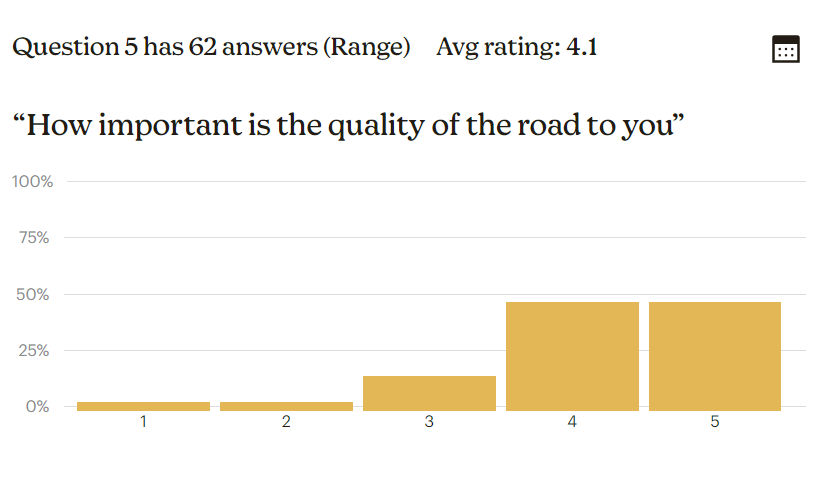 Question 5 has 62 answers (Range) Avg rating: 4.1
“How important is the quality of the road to you”
100%
75%
50%
25%
0%
1 2 3 4 5